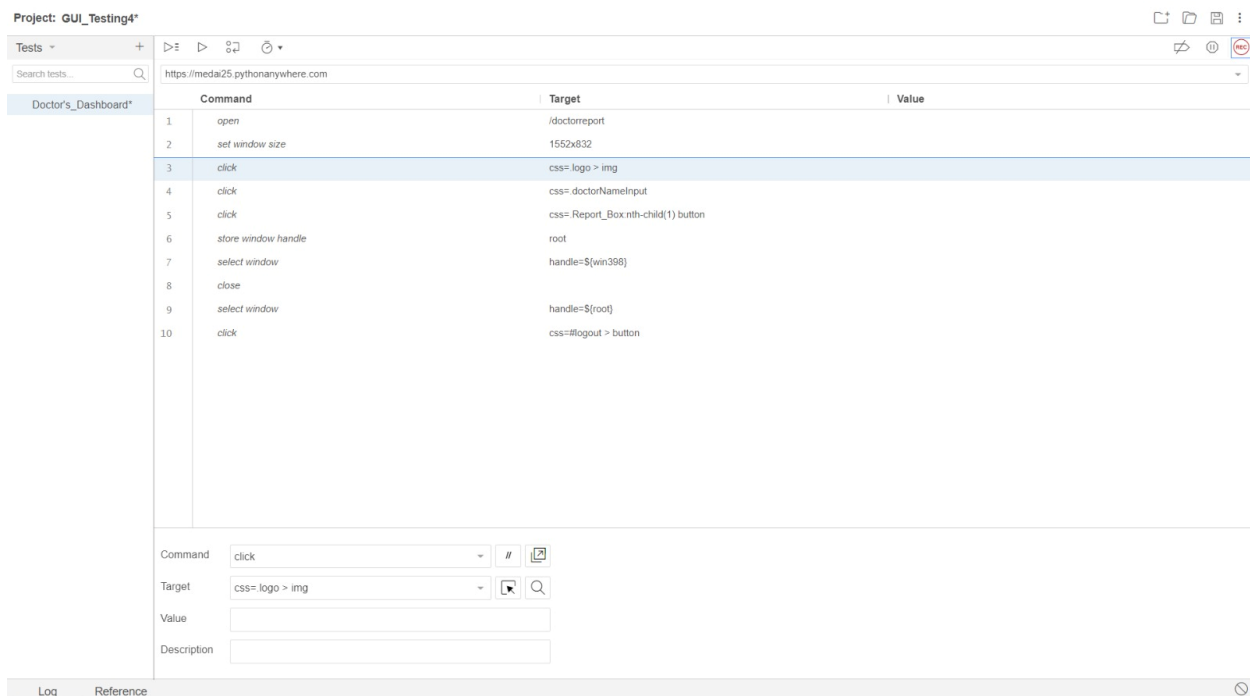 Project: GUI_Testing4*
Tests
Search tests...
Doctor's_Dashboard*
REC
https://medai25.pythonanywhere.com
Command Target Value
1 open /doctorreport
2 set window size 1552x832
3 click css=.logo > img
4 click css=.doctorNameInput
5 click css=.Report_Box:nth-child(1) button
6 store window handle root
7 select window handle=${win398}
8 close
9 select window handle=${root}
10 click css=#logout > button
Command click //
Target css=.logo > img
Value
Description
Log Reference